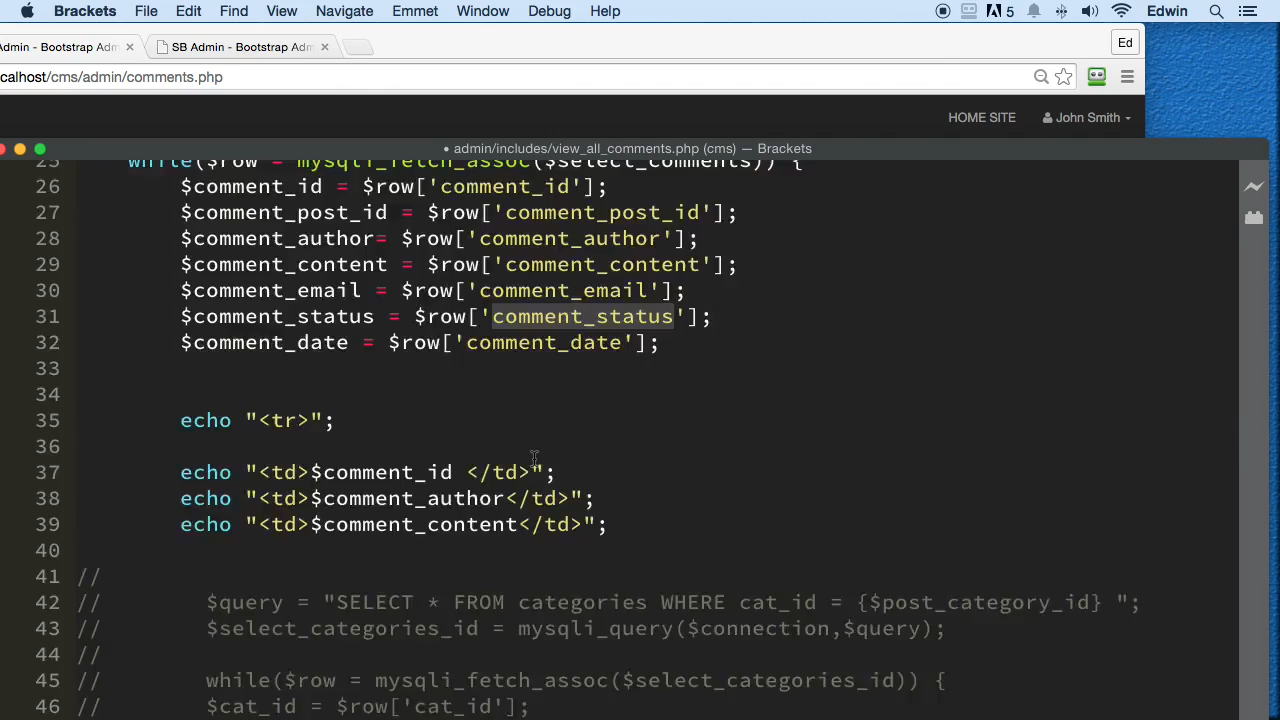 Brackets File Edit Find View Navigate Emmet Window Debug Help 5 Edwin
Admin - Bootstrap Adm × SB Admin - Bootstrap Adm × Ed
calhost/cms/admin/comments.php
HOME SITE John Smith
• admin/includes/view_all_comments.php (cms) — Brackets
25 while($row = mysqli_fetch_assoc($select_comments)) {
26 $comment_id = $row['comment_id'];
27 $comment_post_id = $row['comment_post_id'];
28 $comment_author= $row['comment_author'];
29 $comment_content = $row['comment_content'];
30 $comment_email = $row['comment_email'];
31 $comment_status = $row['comment_status'];
32 $comment_date = $row['comment_date'];
33
34
35 echo "<tr>";
36
37 echo "<td>$comment_id </td>";
38 echo "<td>$comment_author</td>";
39 echo "<td>$comment_content</td>";
40
41 //
42 // $query = "SELECT * FROM categories WHERE cat_id = {$post_category_id} ";
43 // $select_categories_id = mysqli_query($connection,$query);
44 //
45 // while($row = mysqli_fetch_assoc($select_categories_id)) {
46 // $cat_id = $row['cat_id'];